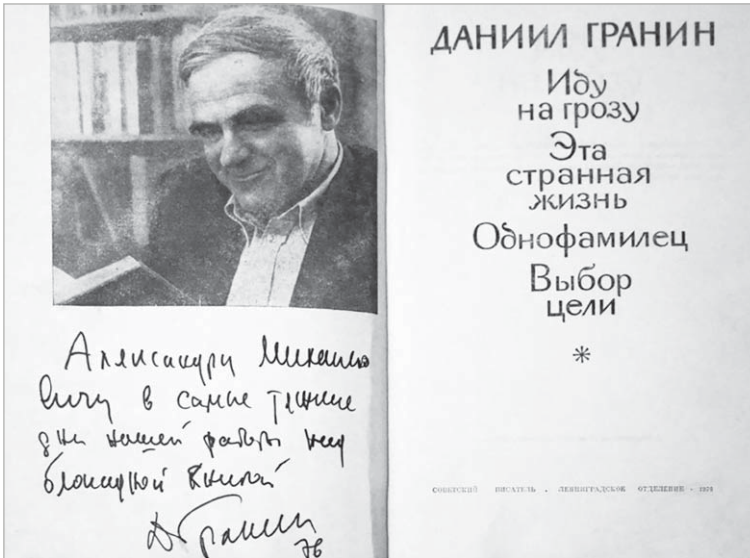 Александру Михайло
вичу в самые трудные
дни нашей работы над
блокадной книгой
ДГранин
76
ДАНИИЛ ГРАНИН
Иду
на грозу
Эта
странная
жизнь
Однофамилец
Выбор
цели
*
СОВЕТСКИЙ ПИСАТЕЛЬ · ЛЕНИНГРАДСКОЕ ОТДЕЛЕНИЕ ·